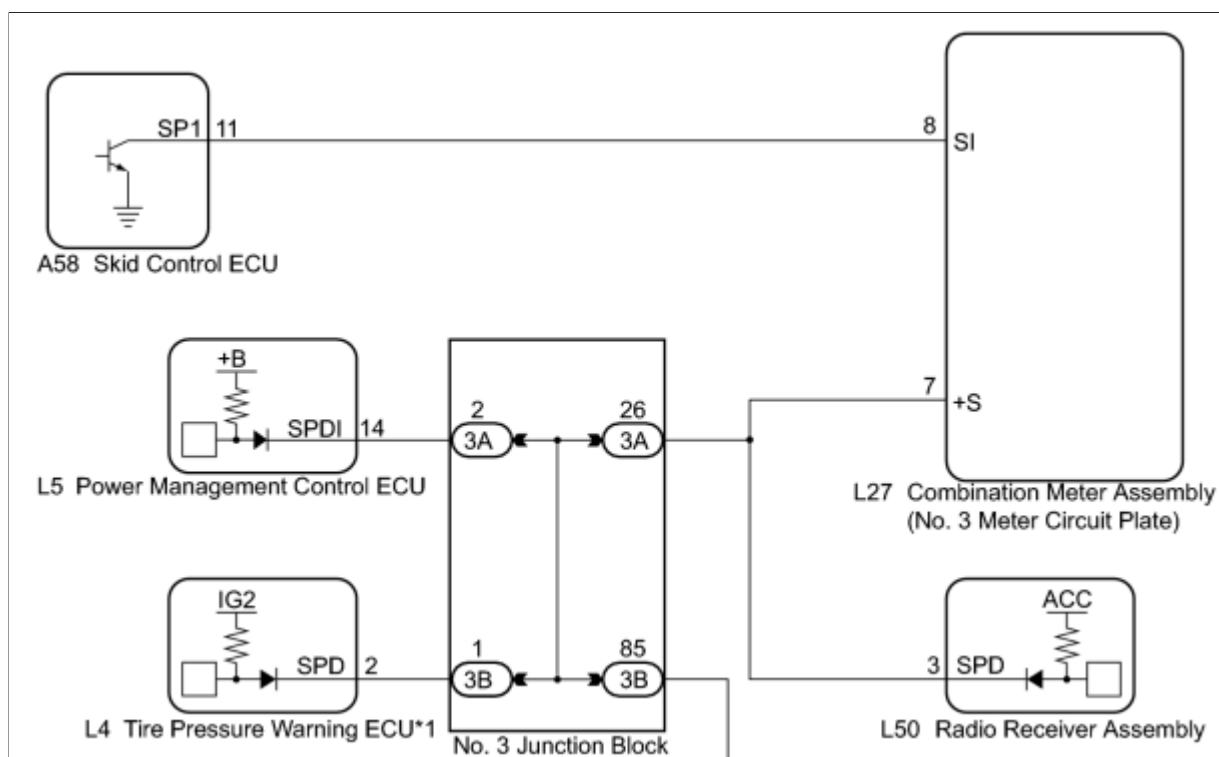 SP1 11
8
SI
A58 Skid Control ECU
+B
SPDI 14
2
3A
26
3A
7
+S
L5 Power Management Control ECU
L27 Combination Meter Assembly
(No. 3 Meter Circuit Plate)
IG2
SPD 2
1
3B
85
3B
ACC
3 SPD
L4 Tire Pressure Warning ECU*1
No. 3 Junction Block
L50 Radio Receiver Assembly